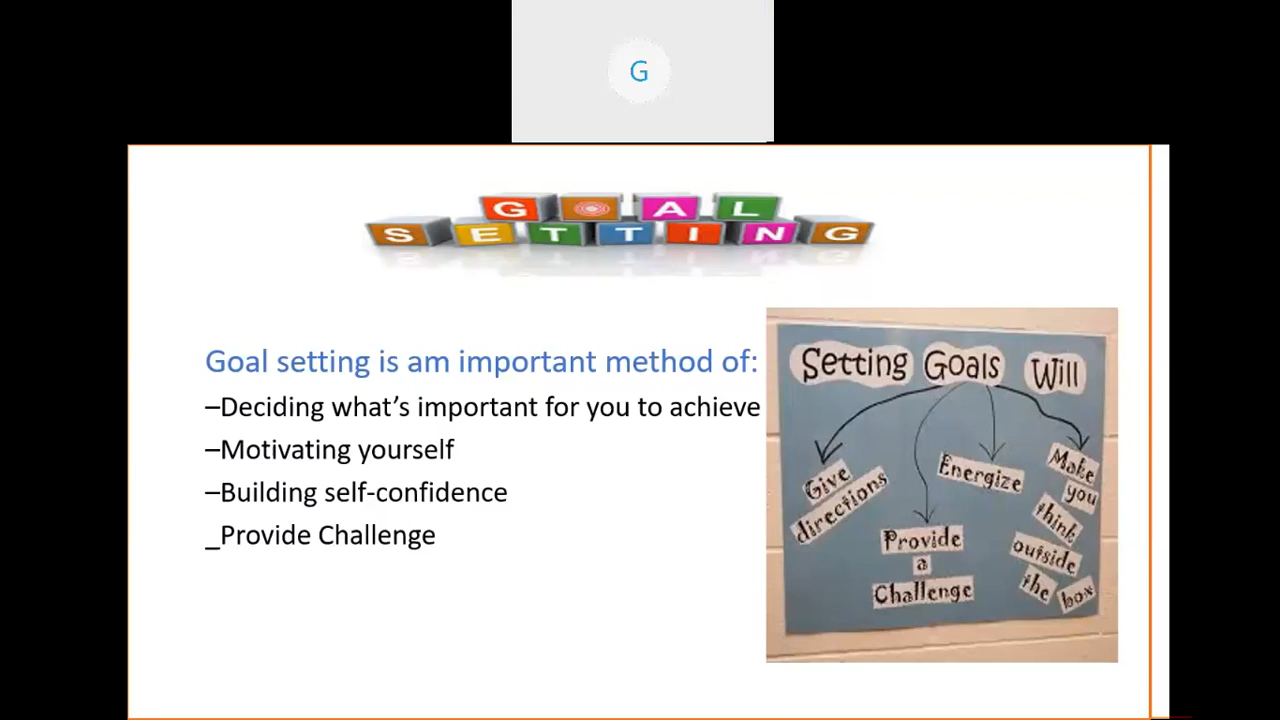 G
G AL
SETTING
Goal setting is am important method of:
–Deciding what's important for you to achieve
–Motivating yourself
–Building self-confidence
_Provide Challenge
Setting Goals Will
Give
directions
Provide
a
Challenge
Energize
Make
you
think
outside
the box